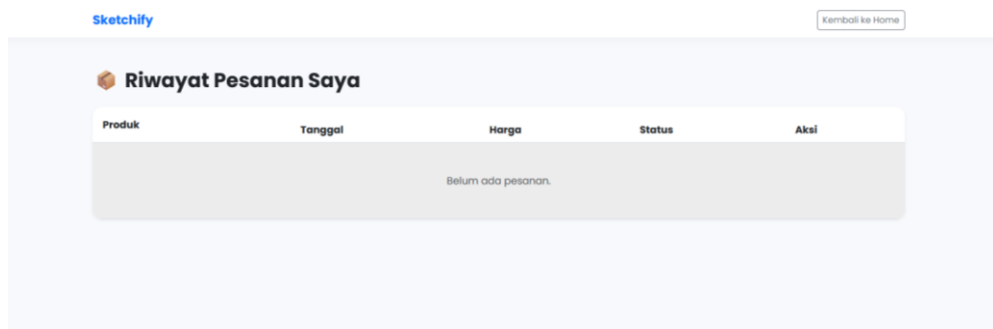 Sketchify
Kembali ke Home
Riwayat Pesanan Saya
Produk Tanggal Harga Status Aksi
Belum ada pesanan.